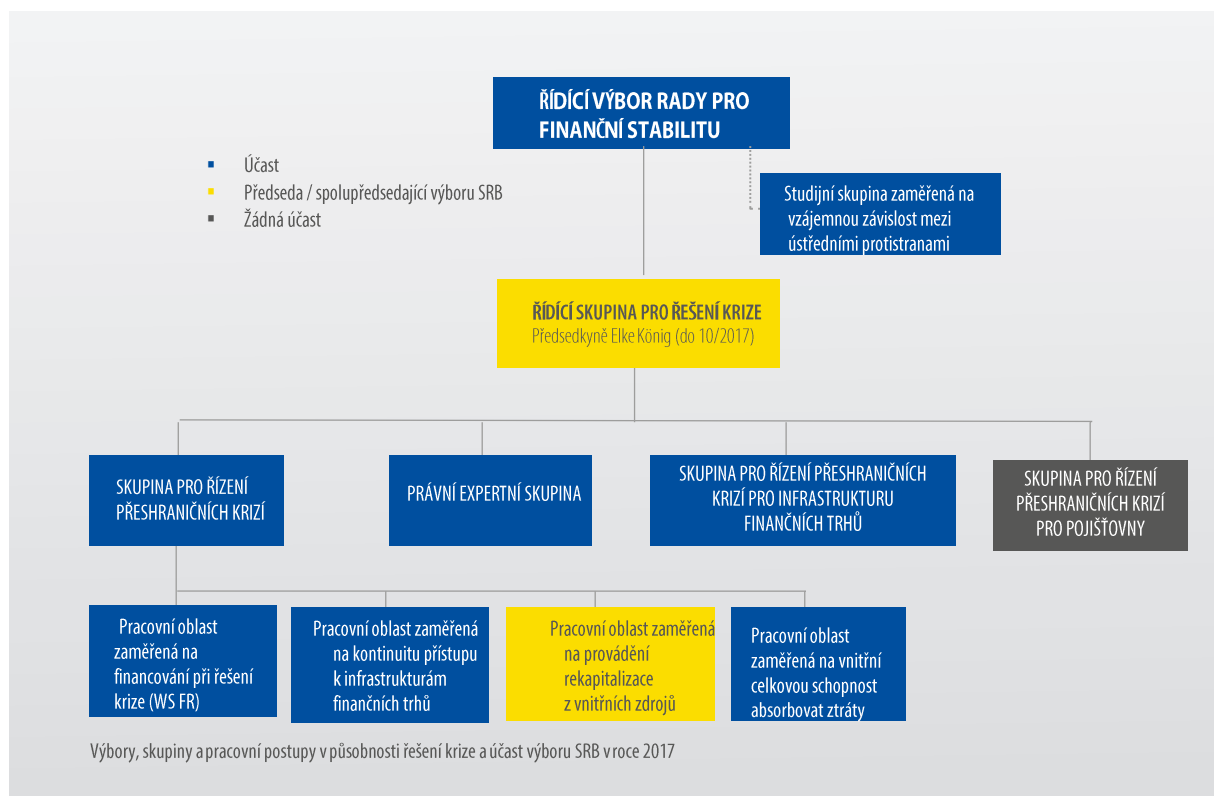 ŘÍDÍCÍ VÝBOR RADY PRO
FINANČNÍ STABILITU
Účast
Předseda / spolupředsedající výboru SRB
Žádná účast
Studijní skupina zaměřená na
vzájemnou závislost mezi
ústředními protistranami
ŘÍDÍCÍ SKUPINA PRO ŘEŠENÍ KRIZE
Předsedkyně Elke König (do 10/2017)
SKUPINA PRO ŘÍZENÍ
PŘESHRANIČNÍCH KRIZÍ
PRÁVNÍ EXPERTNÍ SKUPINA
SKUPINA PRO ŘÍZENÍ PŘESHRANIČNÍCH
KRIZÍ PRO INFRASTRUKTURU
FINANČNÍCH TRHŮ
SKUPINA PRO ŘÍZENÍ
PŘESHRANIČNÍCH KRIZÍ
PRO POJIŠŤOVNY
Pracovní oblast
zaměřená na
financování při řešení
krize (WS FR)
Pracovní oblast zaměřená
na kontinuitu přístupu
k infrastrukturám
finančních trhů
Pracovní oblast zaměřená
na provádění
rekapitalizace
z vnitřních zdrojů
Pracovní oblast
zaměřená na vnitřní
celkovou schopnost
absorbovat ztráty
Výbory, skupiny a pracovní postupy v působnosti řešení krize a účast výboru SRB v roce 2017